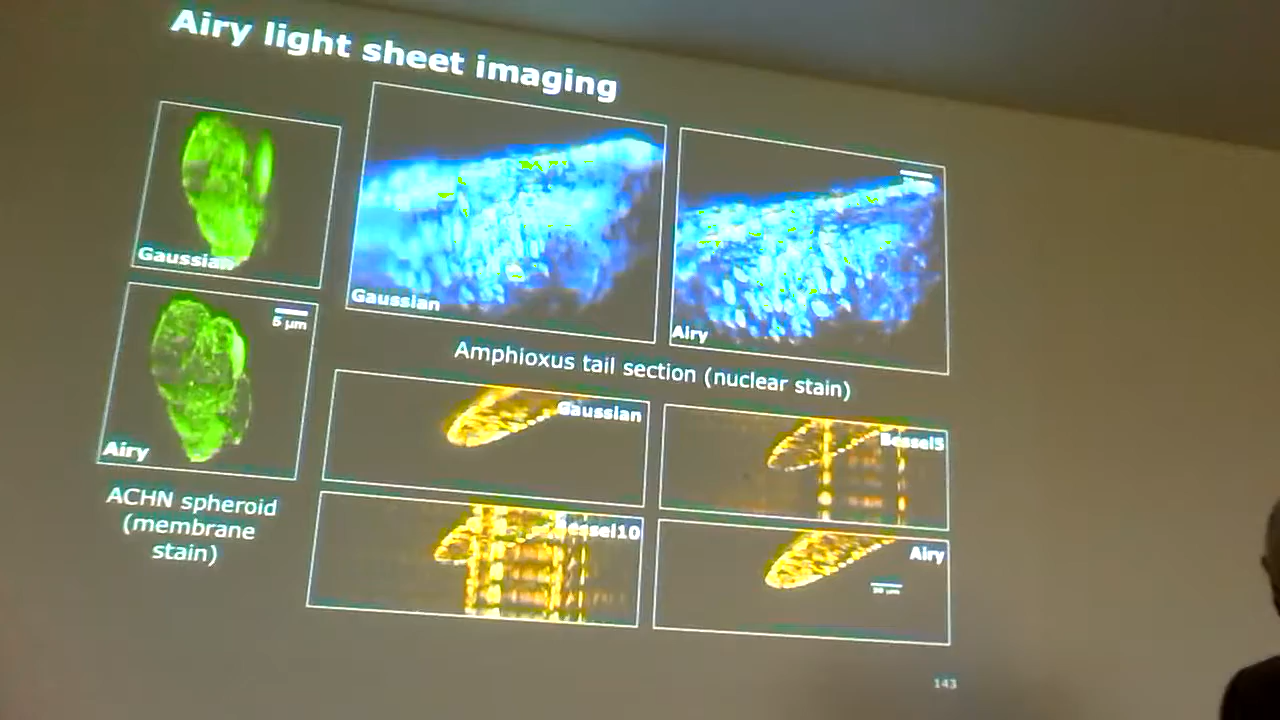 Airy light sheet imaging
Gaussian
Gaussian
Airy
5 µm
Airy
Amphioxus tail section (nuclear stain)
ACHN spheroid
(membrane
stain)
Gaussian
Bessel5
Bessel10
Airy
143